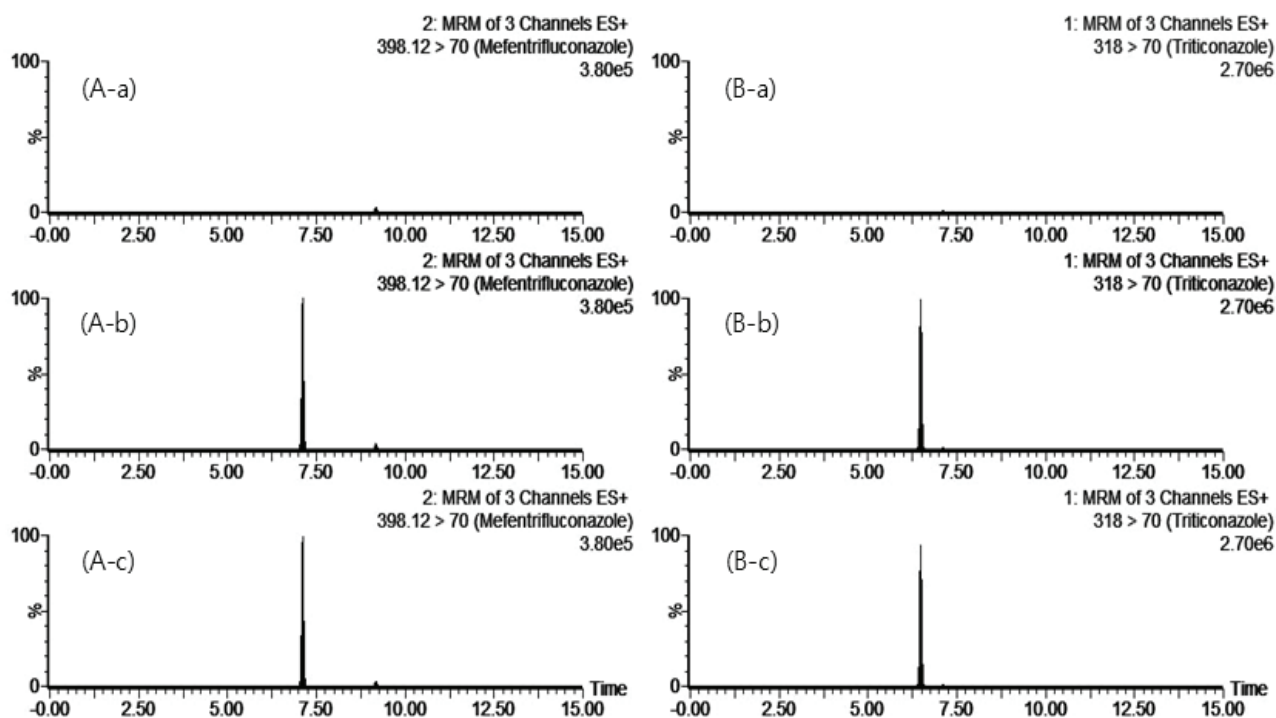 2: MRM of 3 Channels ES+
398.12 > 70 (Mefentrifluconazole)
3.80e5
100
(A-a)
%
0
-0.00 2.50 5.00 7.50 10.00 12.50 15.00
1: MRM of 3 Channels ES+
318 > 70 (Triticonazole)
2.70e6
100
(B-a)
%
0
-0.00 2.50 5.00 7.50 10.00 12.50 15.00
2: MRM of 3 Channels ES+
398.12 > 70 (Mefentrifluconazole)
3.80e5
100
(A-b)
%
0
-0.00 2.50 5.00 7.50 10.00 12.50 15.00
1: MRM of 3 Channels ES+
318 > 70 (Triticonazole)
2.70e6
100
(B-b)
%
0
-0.00 2.50 5.00 7.50 10.00 12.50 15.00
2: MRM of 3 Channels ES+
398.12 > 70 (Mefentrifluconazole)
3.80e5
100
(A-c)
%
0
Time
-0.00 2.50 5.00 7.50 10.00 12.50 15.00
1: MRM of 3 Channels ES+
318 > 70 (Triticonazole)
2.70e6
100
(B-c)
%
0
Time
-0.00 2.50 5.00 7.50 10.00 12.50 15.00